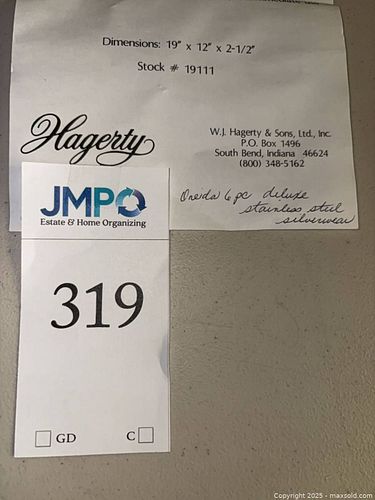 Dimensions: 19" x 12" x 2-1/2"
Stock # 19111
Hagerty
W.J. Hagerty & Sons, Ltd., Inc.
P.O. Box 1496
South Bend, Indiana 46624
(800) 348-5162
Oneida 6 pc deluxe
stainless steel
silverwear
JMPO
Estate & Home Organizing
319
GD
C
Copyright 2025 - maxsold.com